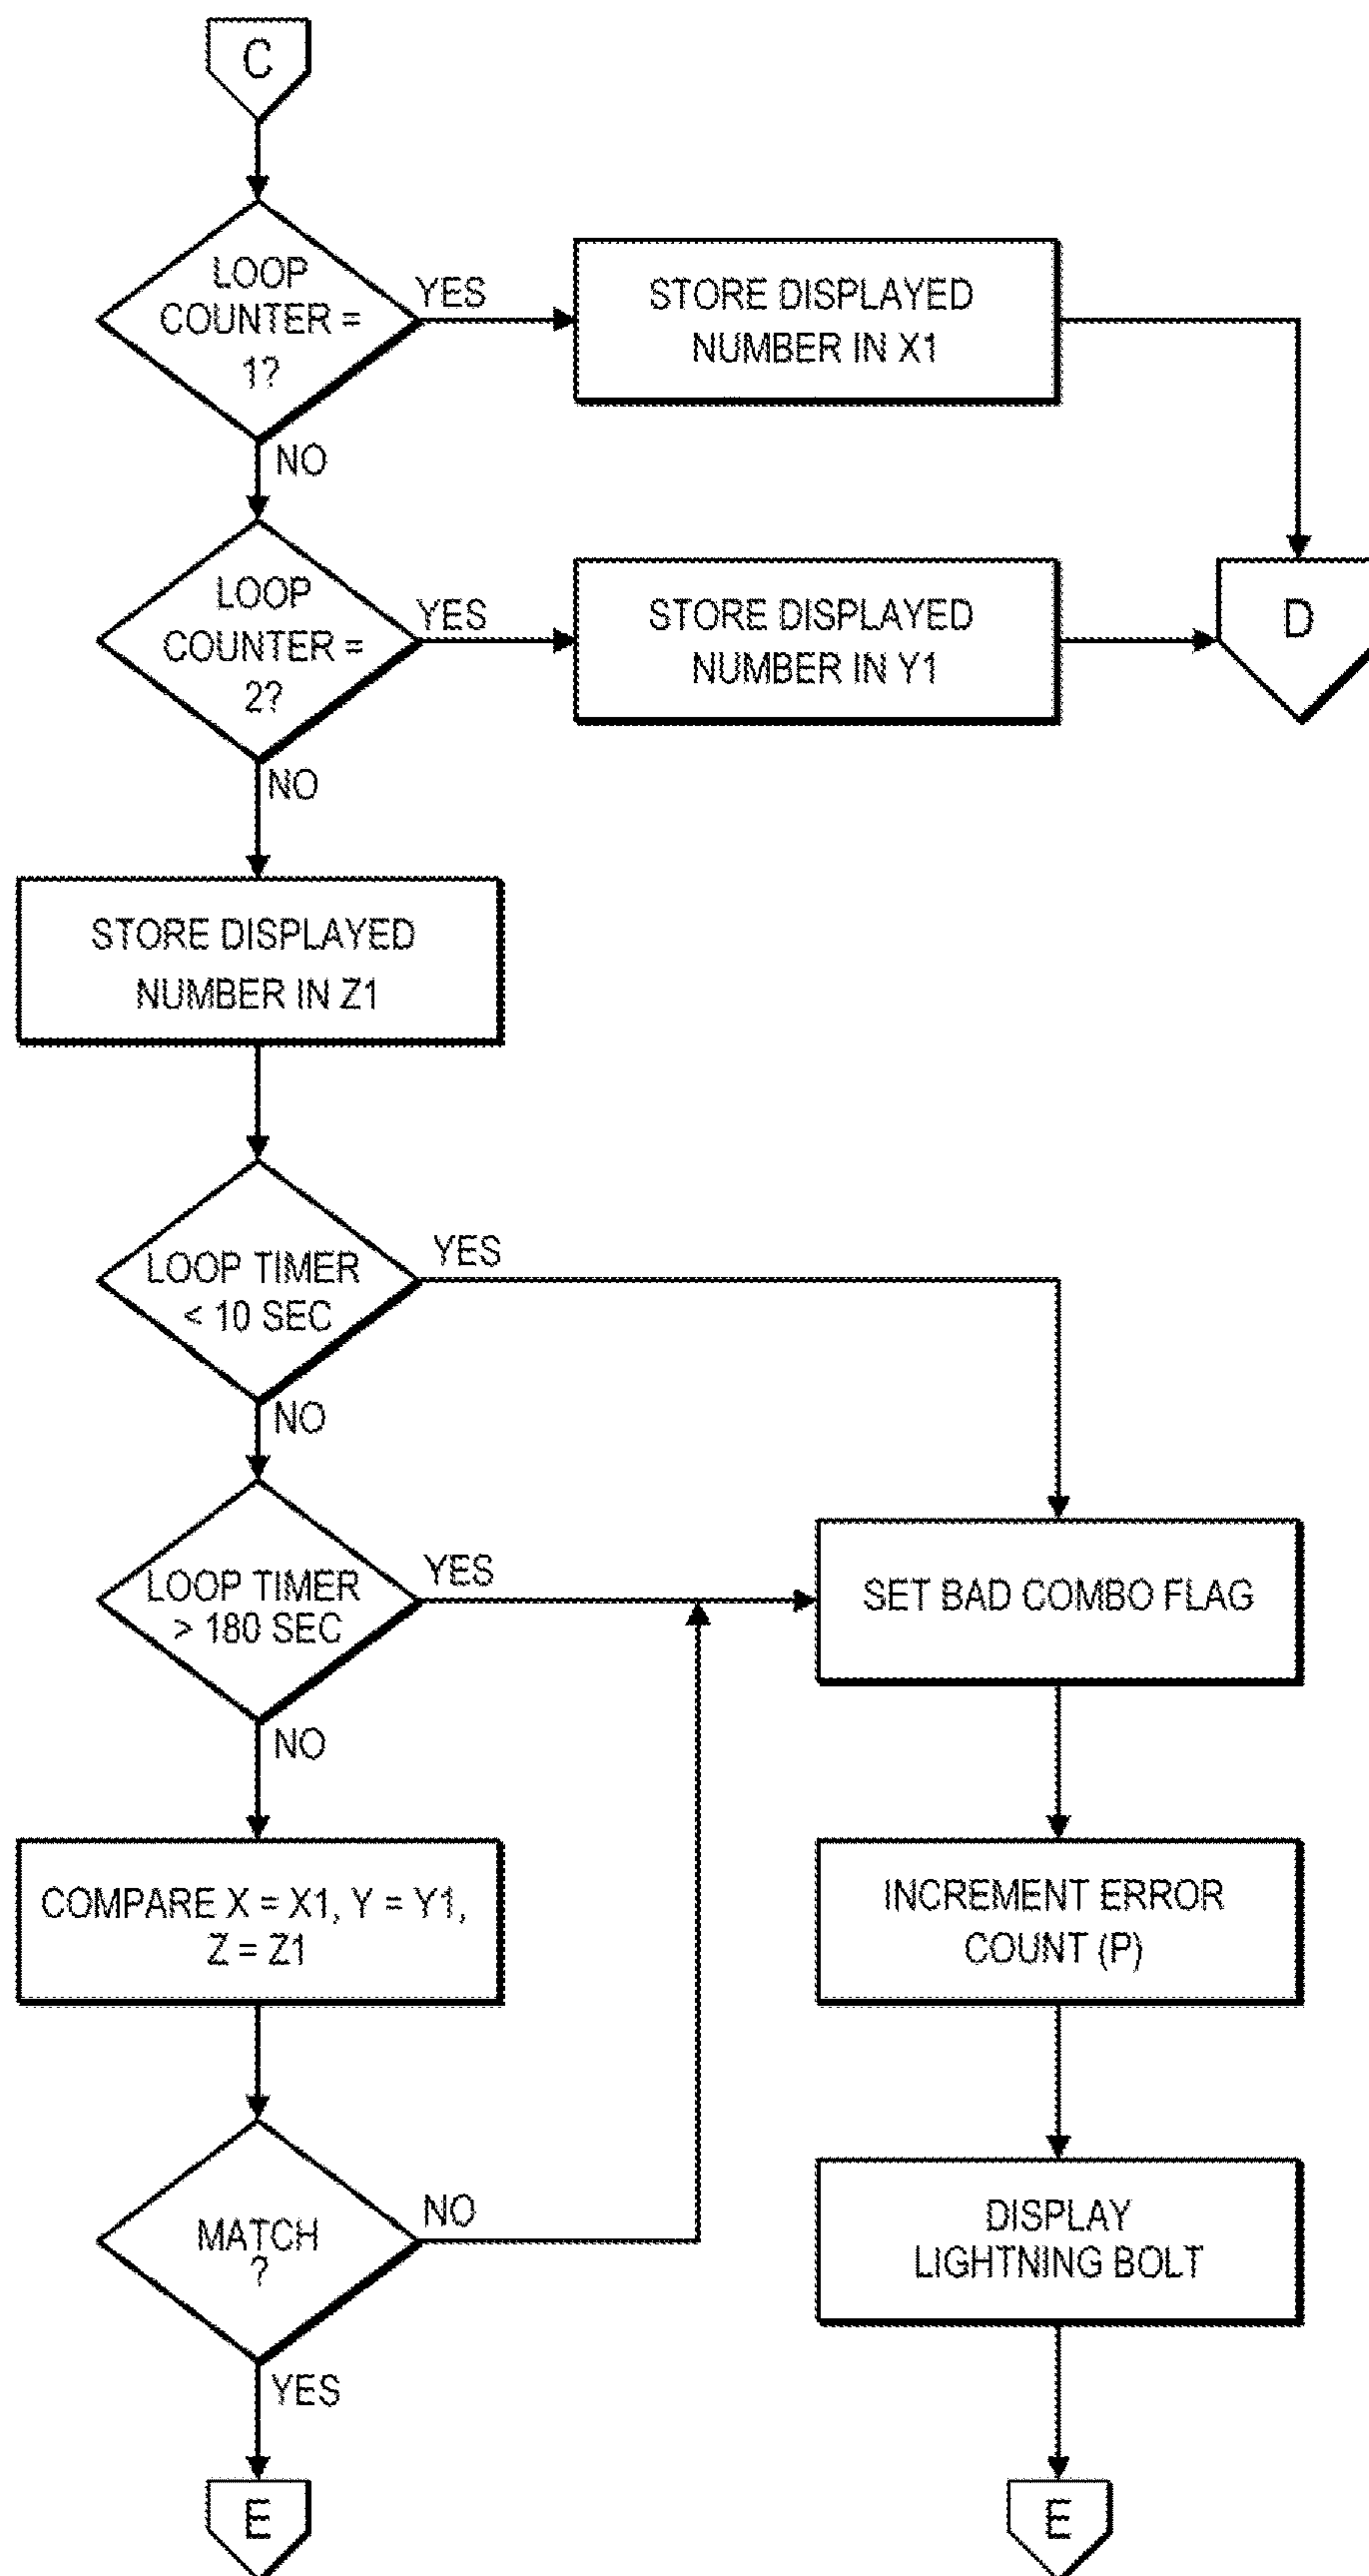 C
LOOP
COUNTER =
1?
YES
STORE DISPLAYED
NUMBER IN X1
NO
LOOP
COUNTER =
2?
YES
STORE DISPLAYED
NUMBER IN Y1
D
NO
STORE DISPLAYED
NUMBER IN Z1
LOOP TIMER
< 10 SEC
YES
NO
LOOP TIMER
> 180 SEC
YES
SET BAD COMBO FLAG
NO
COMPARE X = X1, Y = Y1,
Z = Z1
INCREMENT ERROR
COUNT (P)
MATCH
?
NO
DISPLAY
LIGHTNING BOLT
YES
E
E